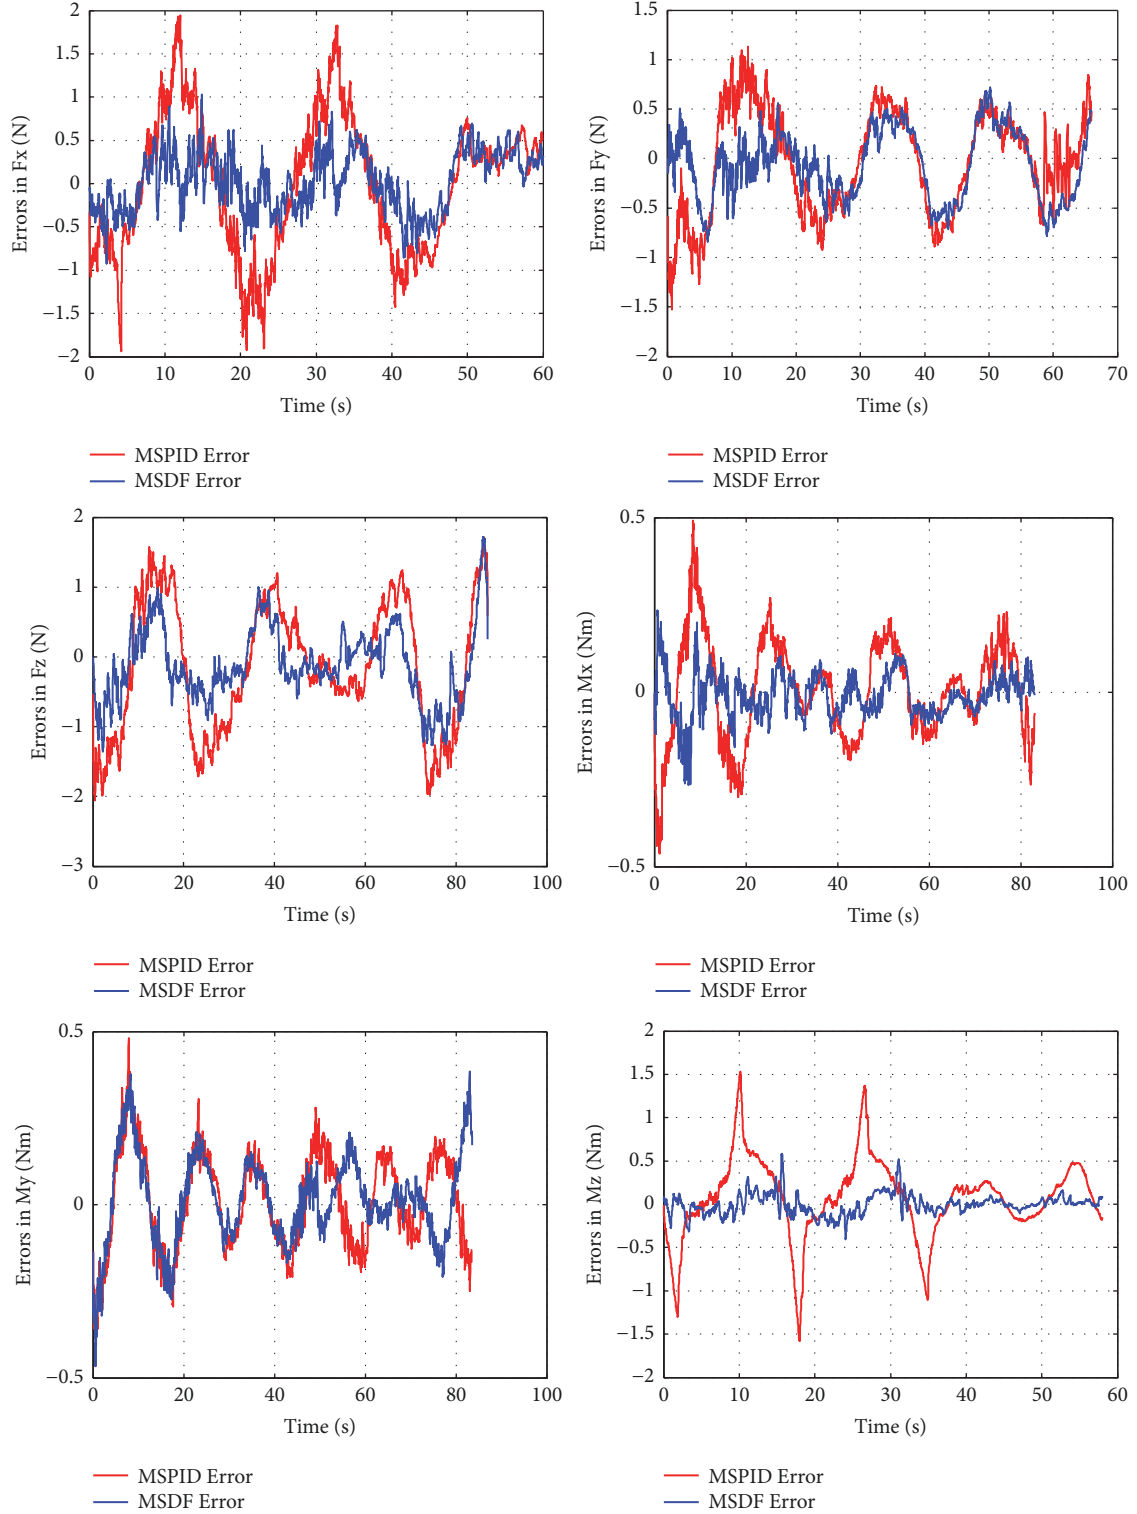 2
1.5
1
0.5
0
−0.5
−1
−1.5
−2
Errors in Fx (N)
0 10 20 30 40 50 60
Time (s)
MSPID Error
MSDF Error
1.5
1
0.5
0
−0.5
−1
−1.5
−2
Errors in Fy (N)
0 10 20 30 40 50 60 70
Time (s)
MSPID Error
MSDF Error
2
1
0
−1
−2
−3
Errors in Fz (N)
0 20 40 60 80 100
Time (s)
MSPID Error
MSDF Error
0.5
0
−0.5
Errors in Mx (Nm)
0 20 40 60 80 100
Time (s)
MSPID Error
MSDF Error
0.5
0
−0.5
Errors in My (Nm)
0 20 40 60 80 100
Time (s)
MSPID Error
MSDF Error
2
1.5
1
0.5
0
−0.5
−1
−1.5
−2
Errors in Mz (Nm)
0 10 20 30 40 50 60
Time (s)
MSPID Error
MSDF Error